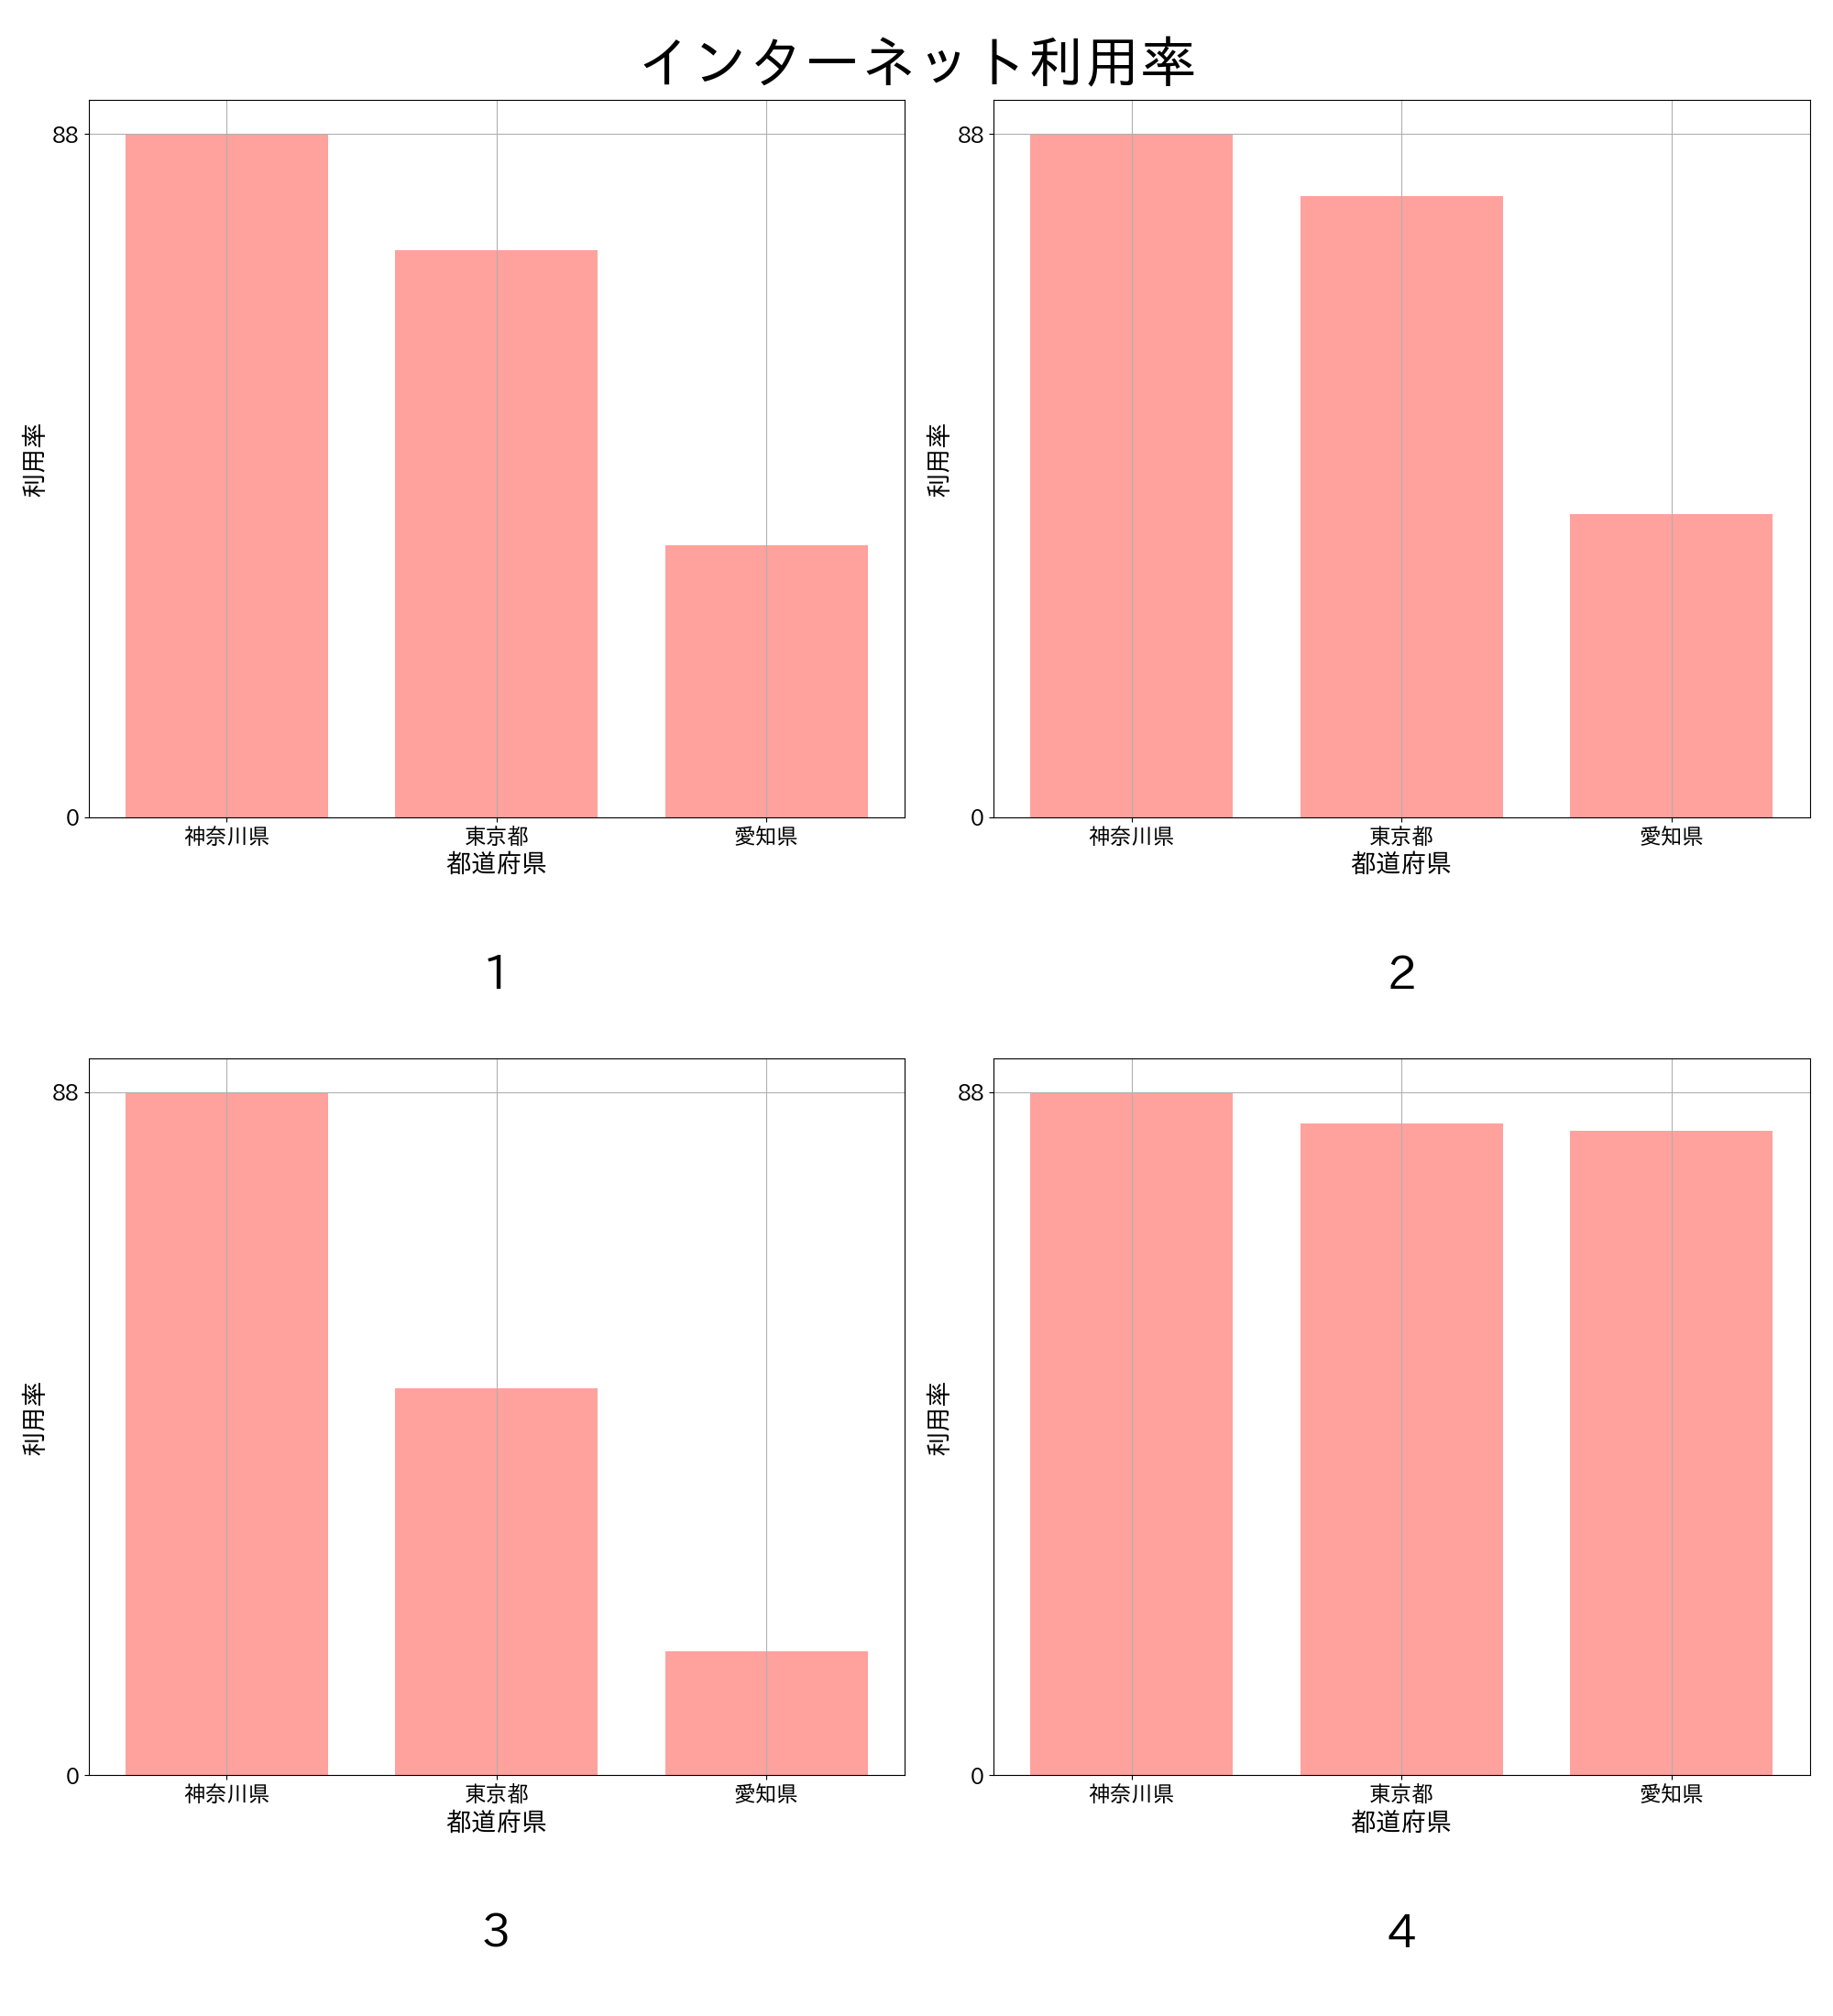 インターネット利用率
88
0
利用率
神奈川県 東京都 愛知県
都道府県
1
88
0
利用率
神奈川県 東京都 愛知県
都道府県
2
88
0
利用率
神奈川県 東京都 愛知県
都道府県
3
88
0
利用率
神奈川県 東京都 愛知県
都道府県
4